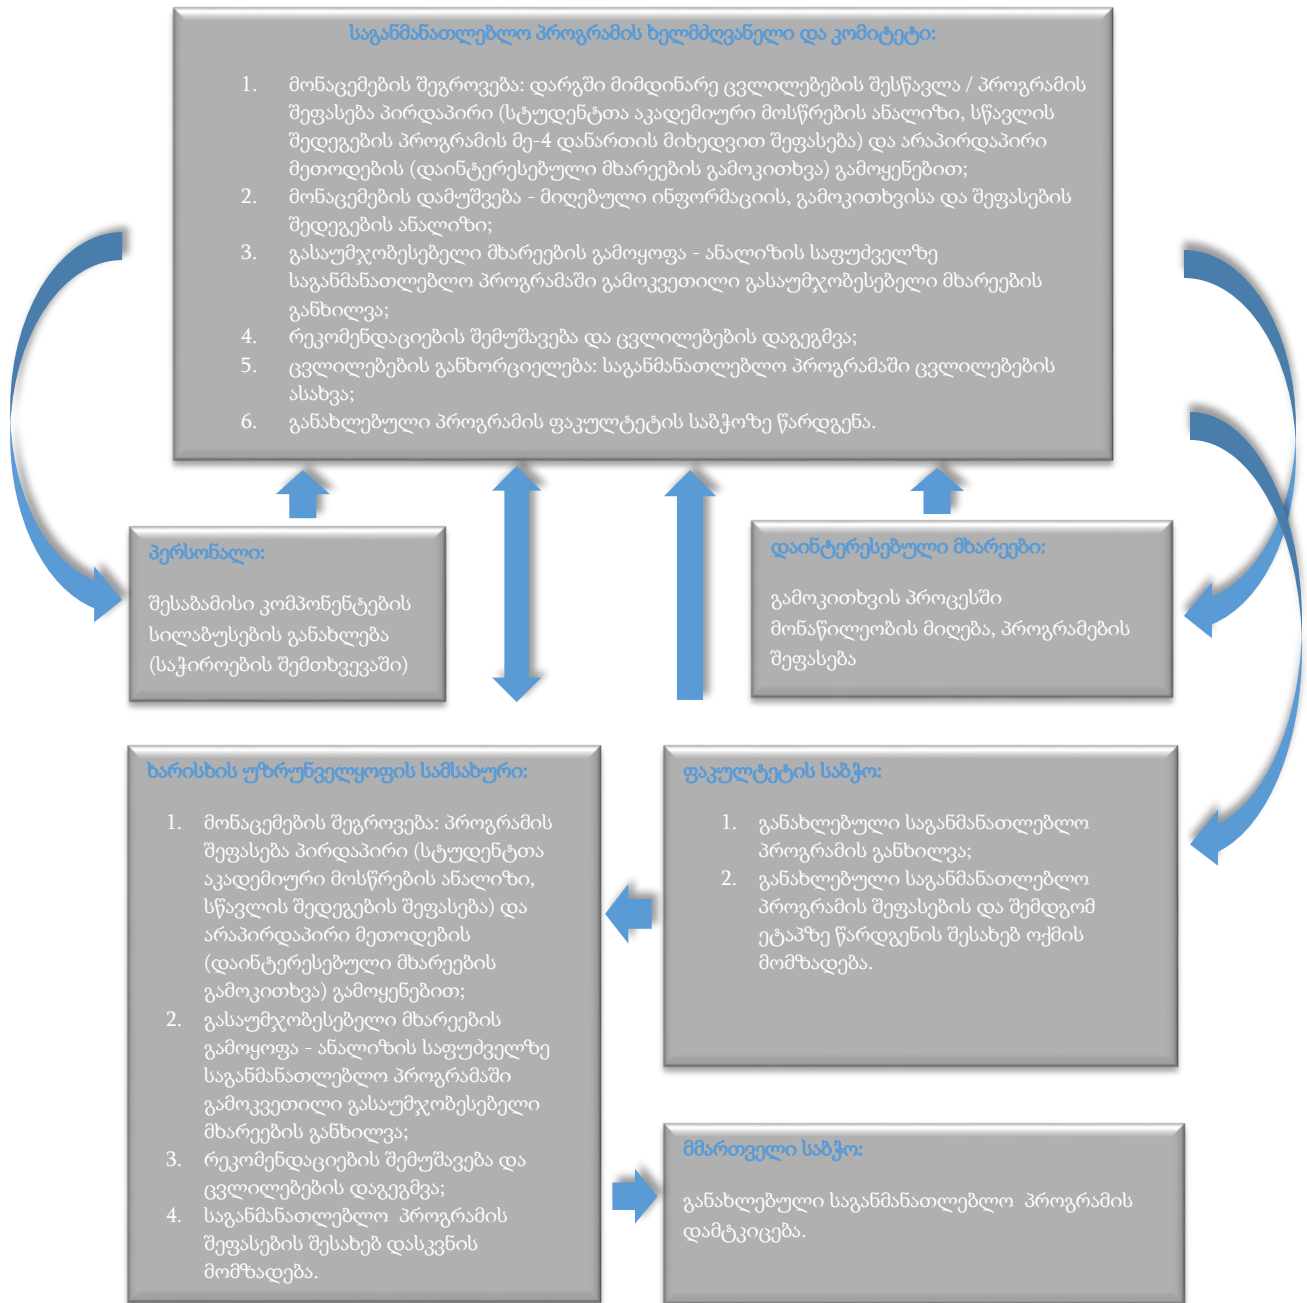 საგანმანათლებლო პროგრამის ხელმძღვანელი და კომიტეტი:
1. მონაცემების შეგროვება: დარგში მიმდინარე ცვლილებების შესწავლა / პროგრამის
შეფასება პირდაპირი (სტუდენტთა აკადემიური მოსწრების ანალიზი, სწავლის
შედეგების პროგრამის მე-4 დანართის მიხედვით შეფასება) და არაპირდაპირი
მეთოდების (დაინტერესებული მხარეების გამოკითხვა) გამოყენებით;
2. მონაცემების დამუშვება - მიღებული ინფორმაციის, გამოკითხვისა და შეფასების
შედეგების ანალიზი;
3. გასაუმჯობესებელი მხარეების გამოყოფა - ანალიზის საფუძველზე
საგანმანათლებლო პროგრამაში გამოკვეთილი გასაუმჯობესებელი მხარეების
განხილვა;
4. რეკომენდაციების შემუშავება და ცვლილებების დაგეგმვა;
5. ცვლილებების განხორციელება: საგანმანათლებლო პროგრამაში ცვლილებების
ასახვა;
6. განახლებული პროგრამის ფაკულტეტის საბჭოზე წარდგენა.
პერსონალი:
შესაბამისი კომპონენტების
სილაბუსების განახლება
(საჭიროების შემთხვევაში)
დაინტერესებული მხარეები:
გამოკითხვის პროცესში
მონაწილეობის მიღება, პროგრამების
შეფასება
ხარისხის უზრუნველყოფის სამსახური:
1. მონაცემების შეგროვება: პროგრამის
შეფასება პირდაპირი (სტუდენტთა
აკადემიური მოსწრების ანალიზი,
სწავლის შედეგების შეფასება) და
არაპირდაპირი მეთოდების
(დაინტერესებული მხარეების
გამოკითხვა) გამოყენებით;
2. გასაუმჯობესებელი მხარეების
გამოყოფა - ანალიზის საფუძველზე
საგანმანათლებლო პროგრამაში
გამოკვეთილი გასაუმჯობესებელი
მხარეების განხილვა;
3. რეკომენდაციების შემუშავება და
ცვლილებების დაგეგმვა;
4. საგანმანათლებლო პროგრამის
შეფასების შესახებ დასკვნის
მომზადება.
ფაკულტეტის საბჭო:
1. განახლებული საგანმანათლებლო
პროგრამის განხილვა;
2. განახლებული საგანმანათლებლო
პროგრამის შეფასების და შემდგომ
ეტაპზე წარდგენის შესახებ ოქმის
მომზადება.
მმართველი საბჭო:
განახლებული საგანმანათლებლო პროგრამის
დამტკიცება.